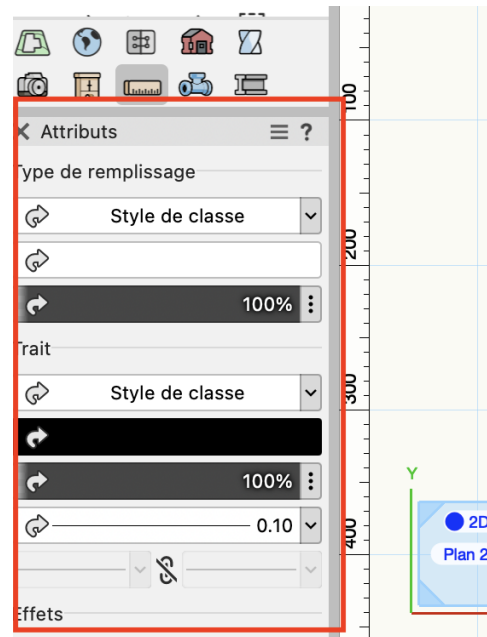 Attributs ?
Type de remplissage
Style de classe
100%
Trait
Style de classe
100%
0.10
Effets
100
200
300
400
Y
2D
Plan 2